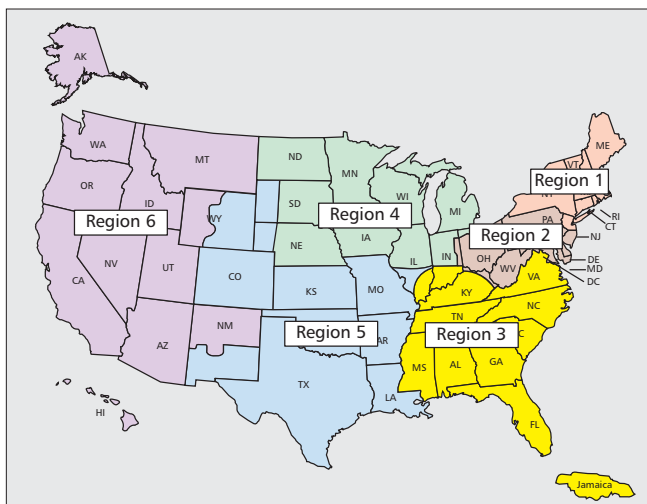 AK
WA
MT
ND
MN
ME
VT
OR
ID
WY
SD
WI
MI
Region 1
RI
CT
NJ
Region 6
Region 4
Region 2
PA
NE
IA
IL
IN
OH
WV
VA
DE
MD
DC
NV
UT
CO
KS
MO
KY
CA
AZ
NM
Region 5
AR
TN
NC
Region 3
MS
AL
GA
TX
LA
HI
FL
Jamaica